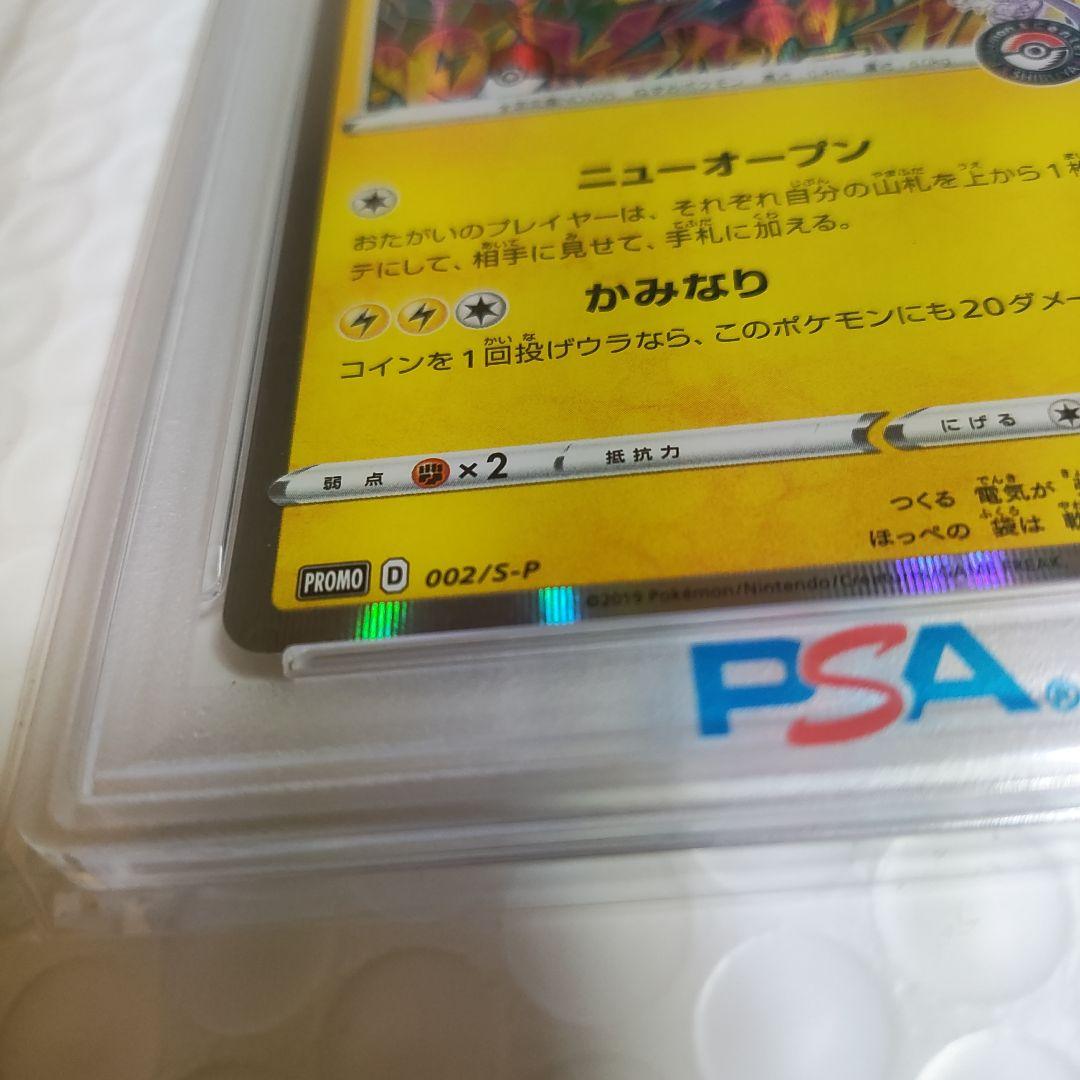 ニューオープン
おたがいのプレイヤーは、それぞれ自分の山札を上から1枚
テにして、相手に見せて、手札に加える。
かみなり
コインを1回投げウラなら、このポケモンにも20ダメー
弱点 ×2 抵抗力 にげる
つくる 電気が
ほっぺの 袋は
PROMO D 002/S-P
©2019 Pokémon/Nintendo/Creatures/GAME FREAK
PSA®